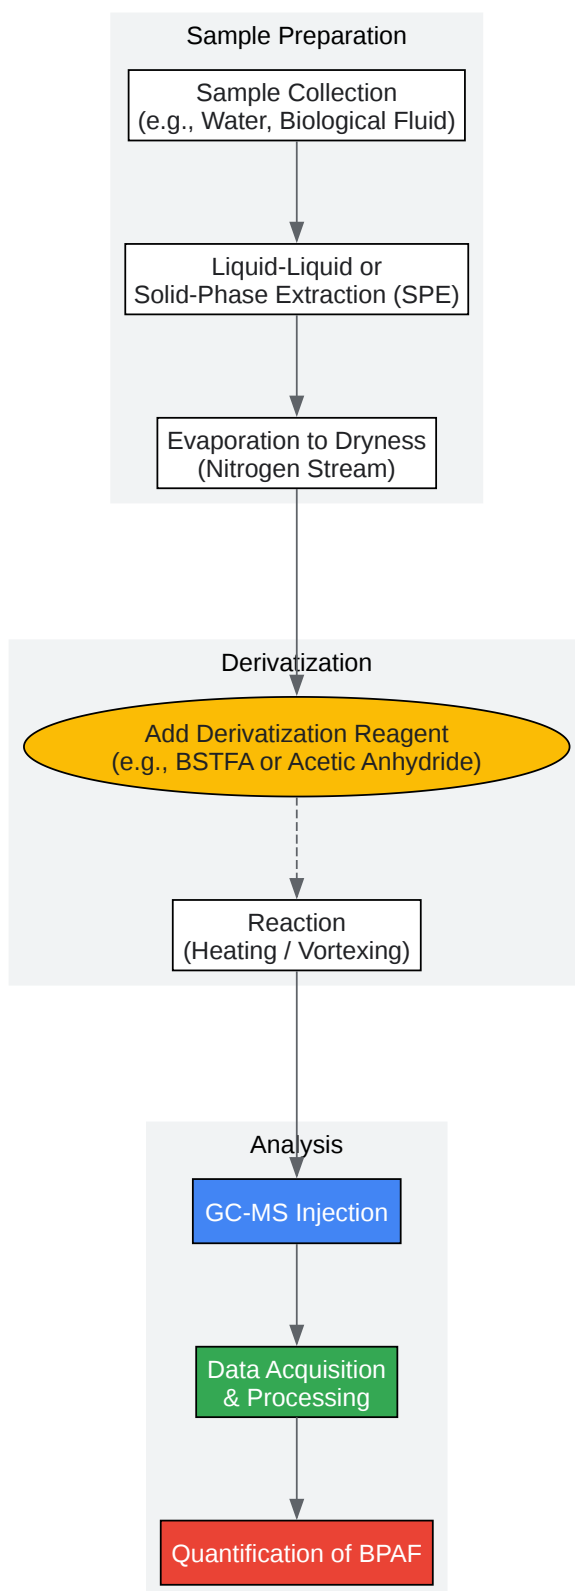 Sample Preparation
Sample Collection
(e.g., Water, Biological Fluid)
Liquid-Liquid or
Solid-Phase Extraction (SPE)
Evaporation to Dryness
(Nitrogen Stream)
Derivatization
Add Derivatization Reagent
(e.g., BSTFA or Acetic Anhydride)
Reaction
(Heating / Vortexing)
Analysis
GC-MS Injection
Data Acquisition
& Processing
Quantification of BPAF